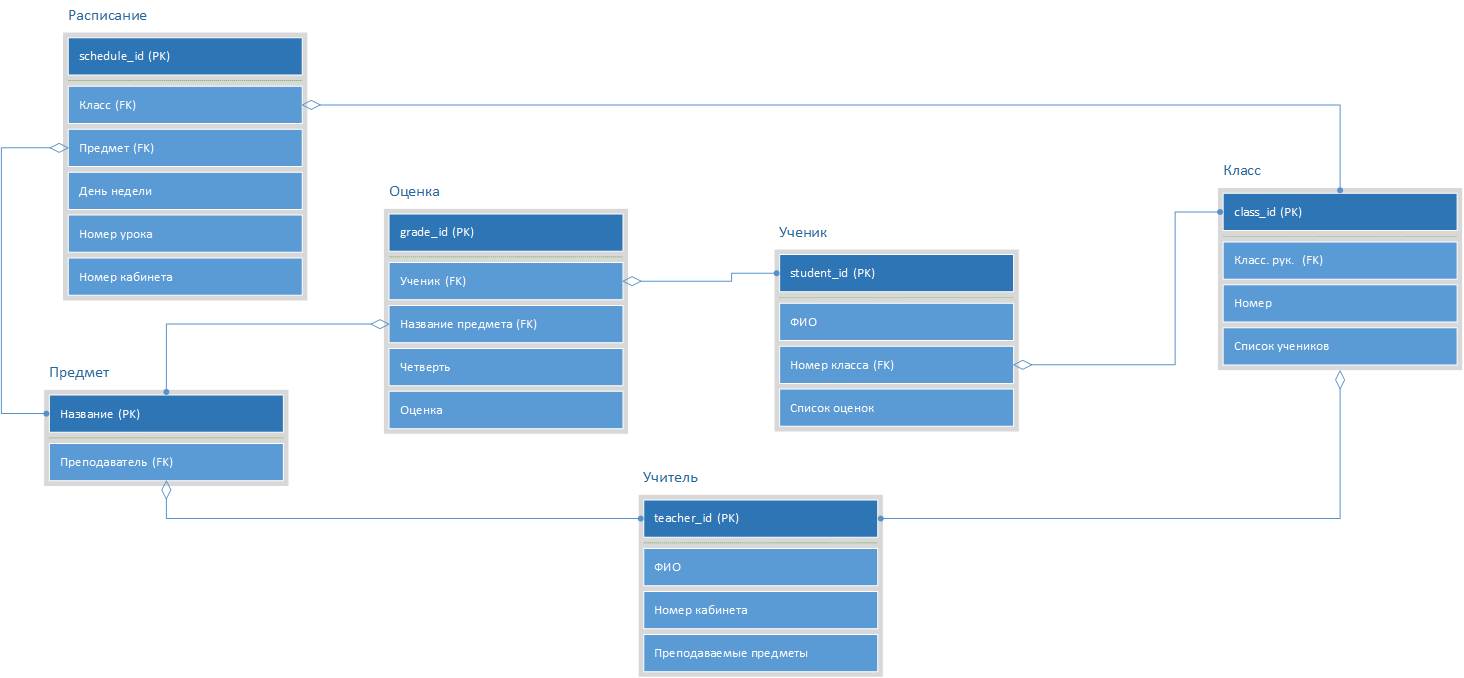 Расписание
schedule_id (PK)
Класс (FK)
Предмет (FK)
День недели
Номер урока
Номер кабинета
Оценка
grade_id (PK)
Ученик (FK)
Название предмета (FK)
Четверть
Оценка
Ученик
student_id (PK)
ФИО
Номер класса (FK)
Список оценок
Класс
class_id (PK)
Класс. рук. (FK)
Номер
Список учеников
Предмет
Название (PK)
Преподаватель (FK)
Учитель
teacher_id (PK)
ФИО
Номер кабинета
Преподаваемые предметы